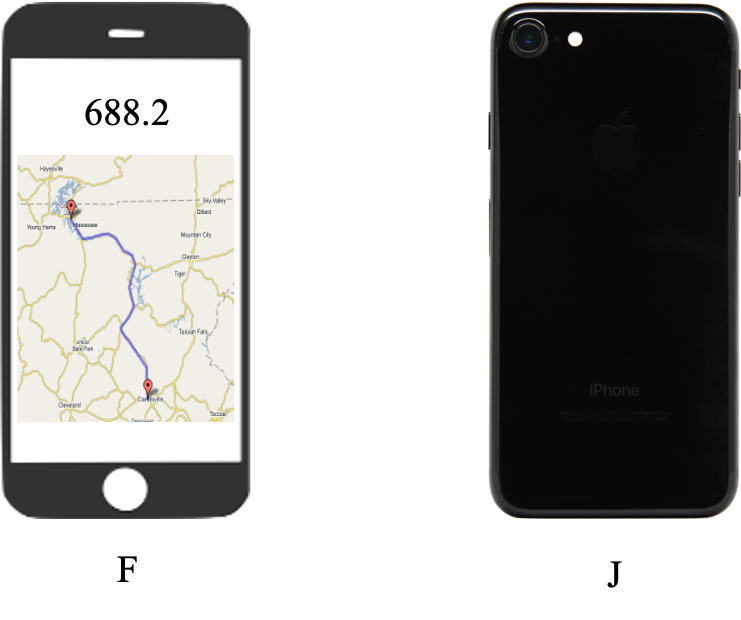 688.2
Hayesville
Sky Valley
Dillard
Hiawassee
Young Harris
Mountain City
Clayton
Tiger
Tallulah Falls
Unicoi
State Park
Clarkesville
Cleveland
Toccoa
Demorest
iPhone
F
J